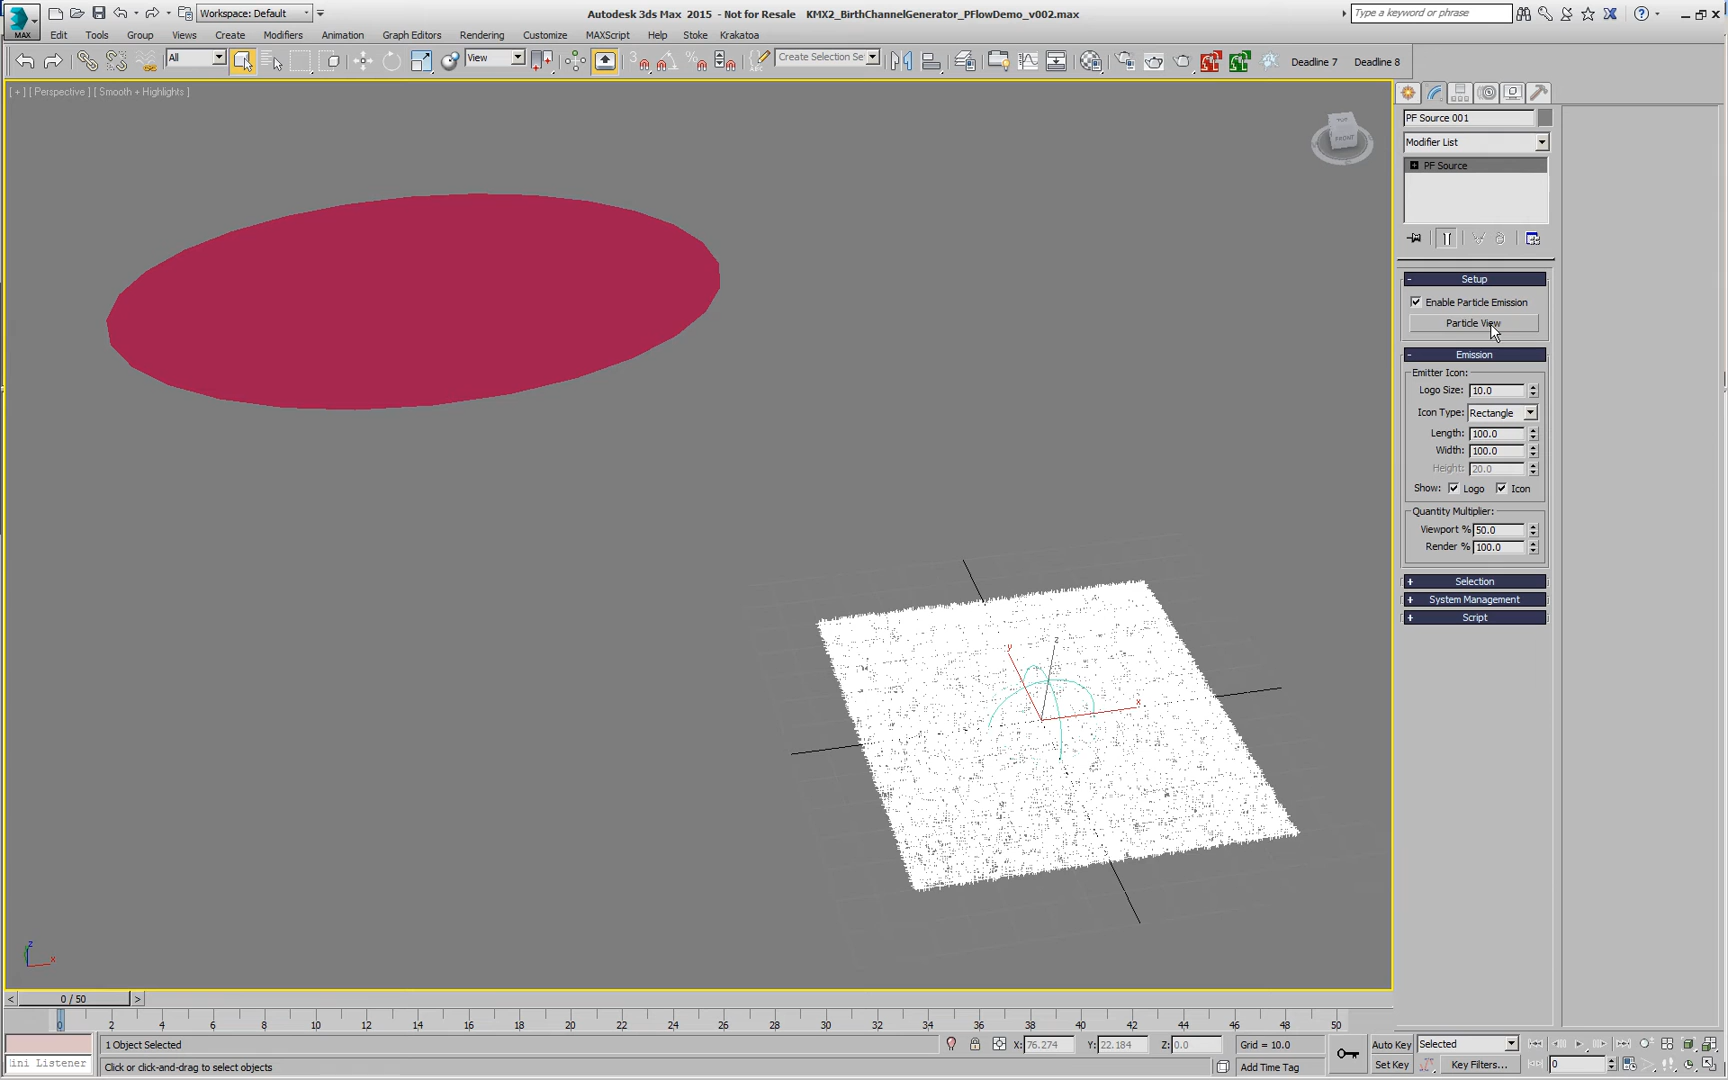 Workspace: Default
Autodesk 3ds Max 2015 - Not for Resale KMX2_BirthChannelGenerator_PFlowDemo_v002.max
Type a keyword or phrase
MAX
Edit Tools Group Views Create Modifiers Animation Graph Editors Rendering Customize MAXScript Help Stoke Krakatoa
All View Create Selection Se Deadline 7 Deadline 8
[ + ] [ Perspective ] [ Smooth + Highlights ]
TOP
FRONT
PF Source 001
Modifier List
PF Source
Setup
Enable Particle Emission
Particle View
Emission
Emitter Icon:
Logo Size: 10.0
Icon Type: Rectangle
Length: 100.0
Width: 100.0
Height: 20.0
Show: Logo Icon
Quantity Multiplier:
Viewport % 50.0
Render % 100.0
Selection
System Management
Script
z
y
x
z
x
< 0 / 50 >
0 2 4 6 8 10 12 14 16 18 20 22 24 26 28 30 32 34 36 38 40 42 44 46 48 50
1 Object Selected X: 76.274 Y: 22.184 Z: 0.0 Grid = 10.0 Auto Key Selected
ini Listener Click or click-and-drag to select objects Add Time Tag Set Key Key Filters... 0